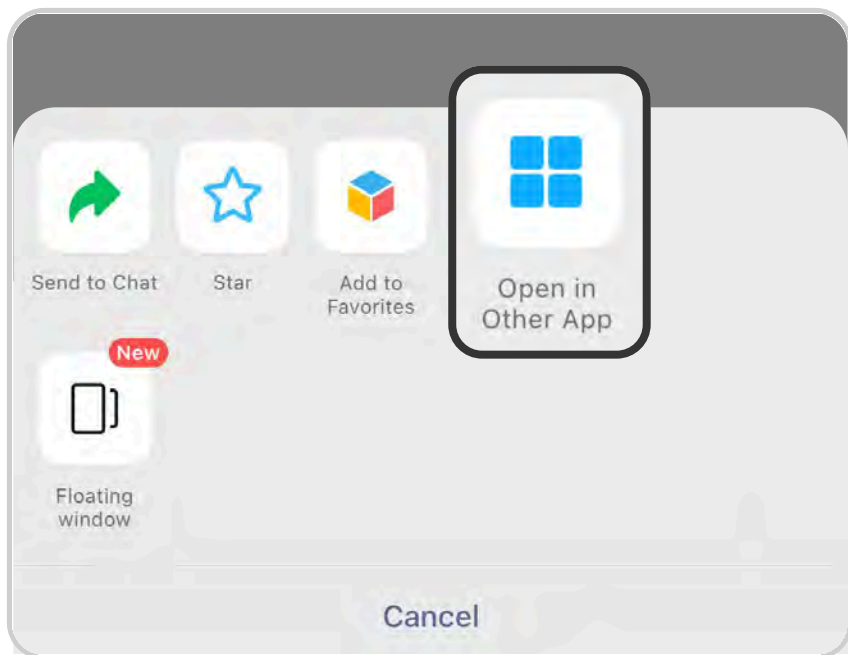 Send to Chat
Star
Add to
Favorites
Open in
Other App
New
Floating
window
Cancel